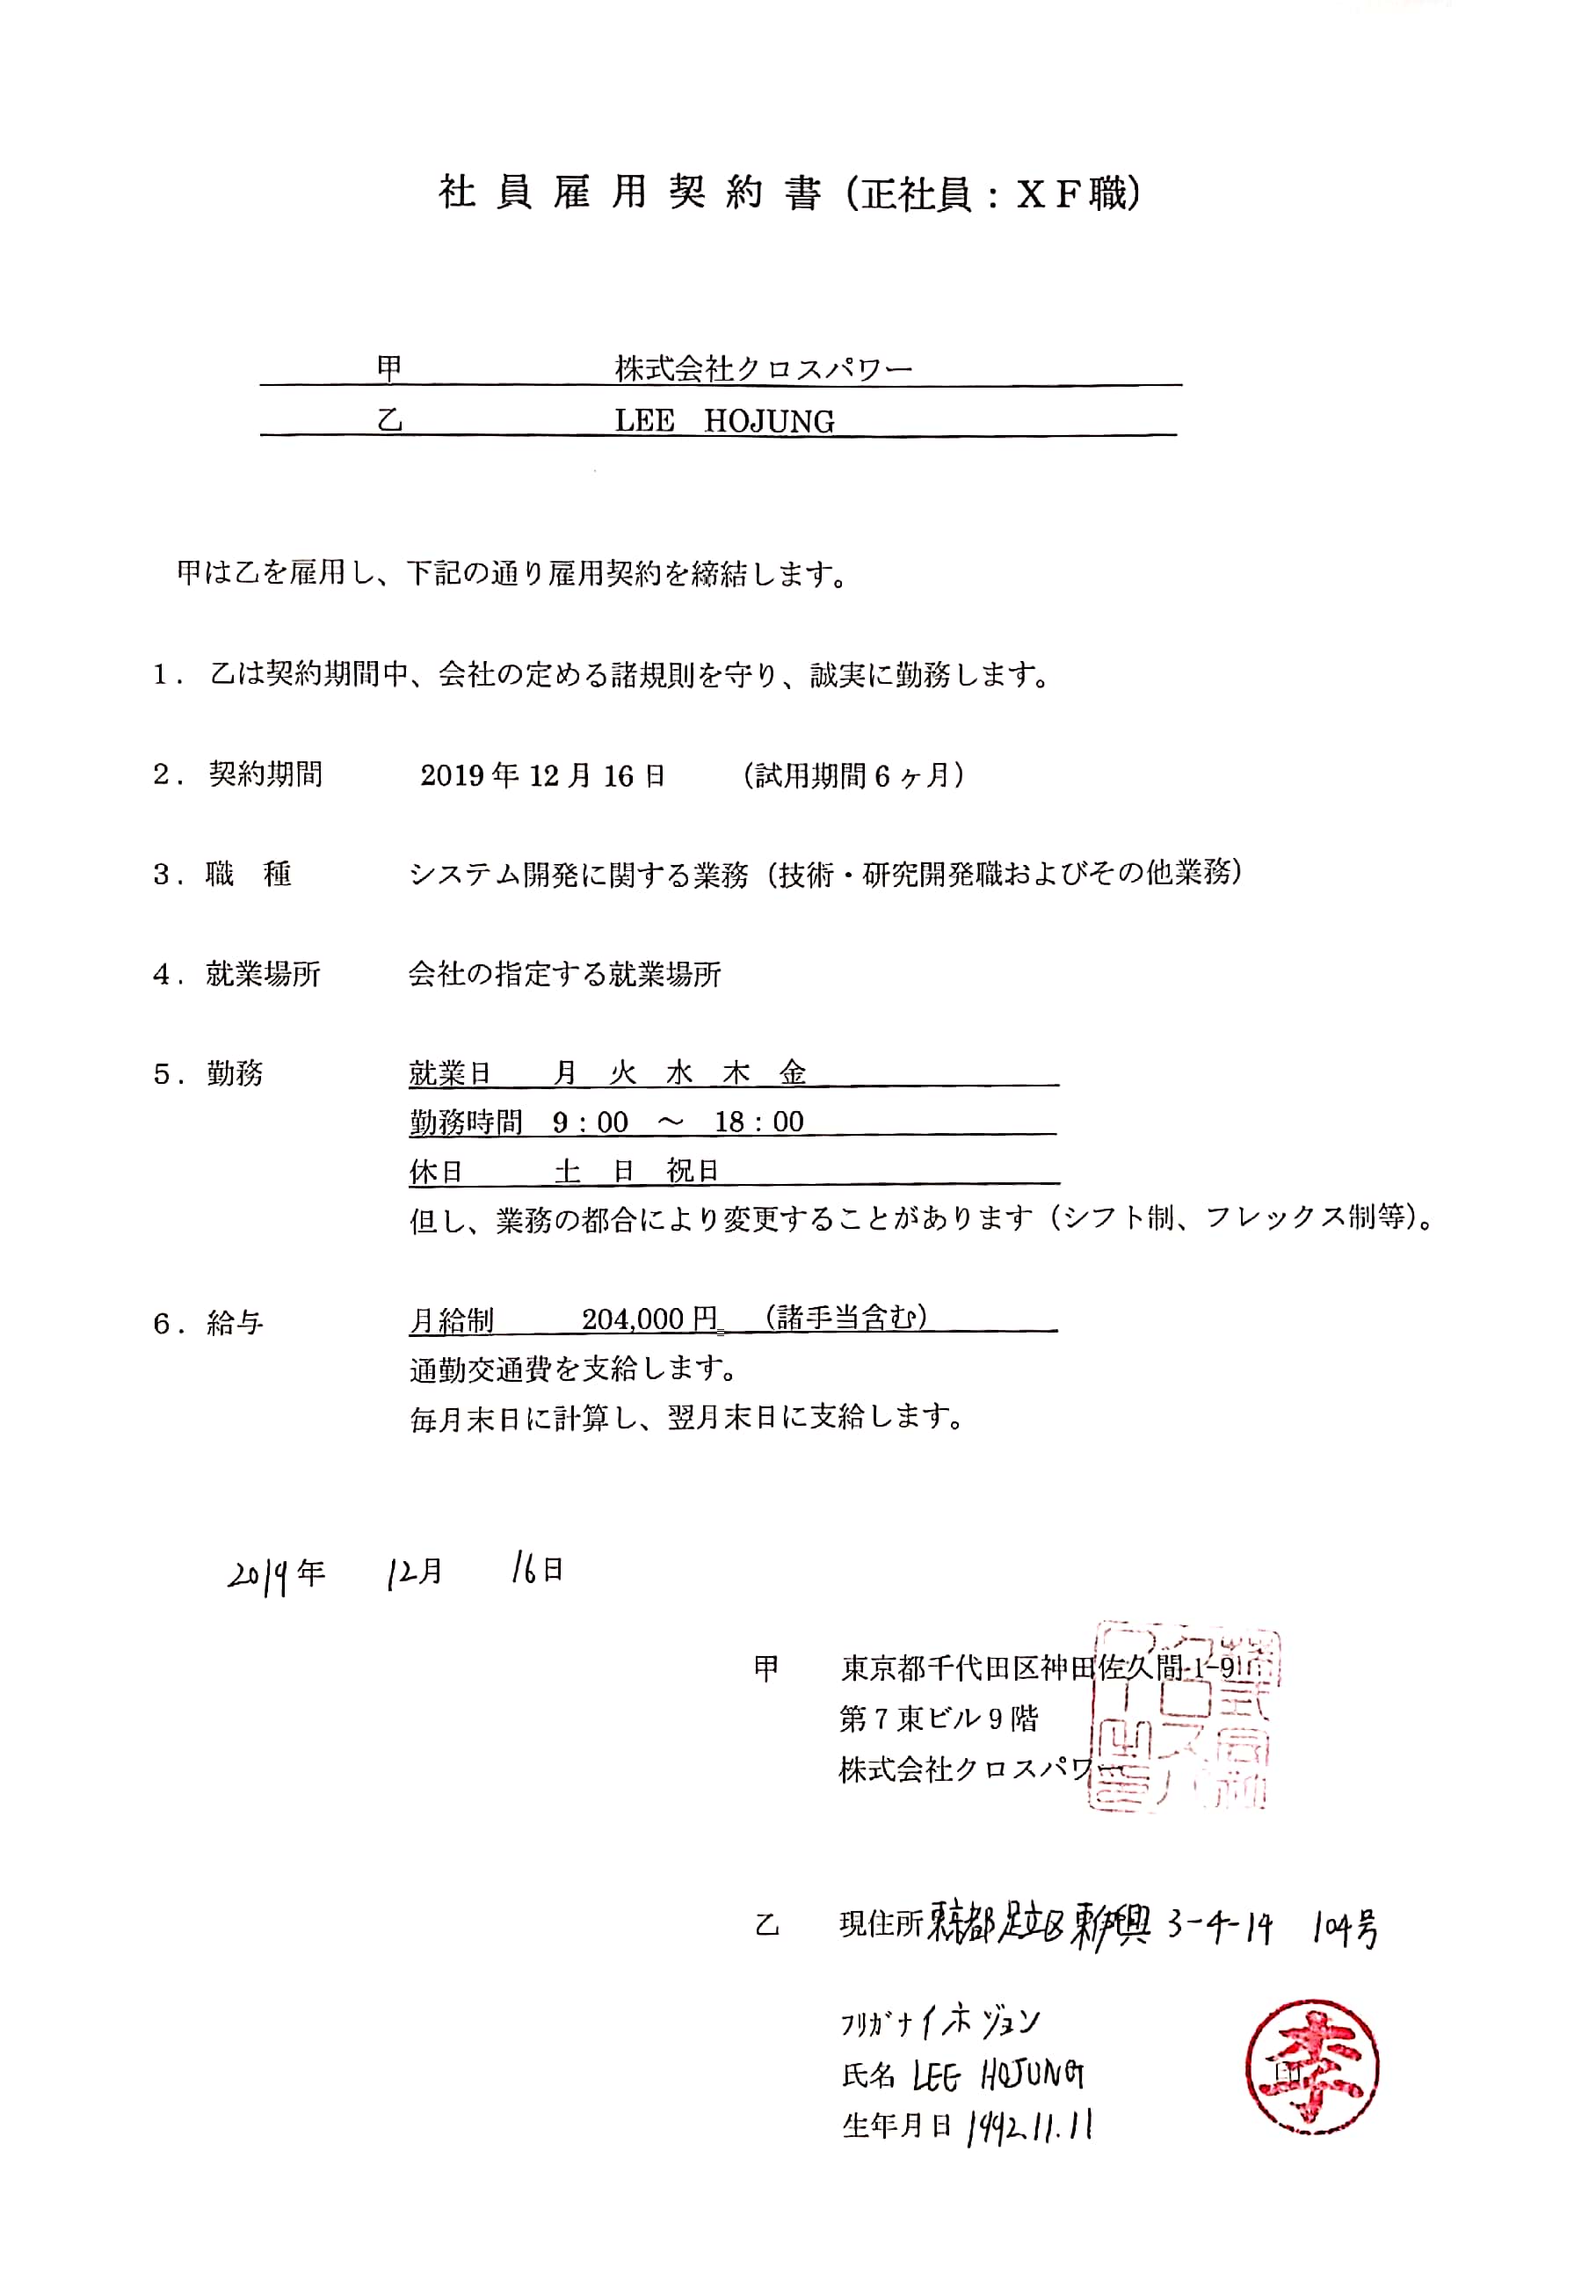 社員雇用契約書（正社員：ＸＦ職）
甲 株式会社クロスパワー
乙 LEE HOJUNG
甲は乙を雇用し、下記の通り雇用契約を締結します。
1． 乙は契約期間中、会社の定める諸規則を守り、誠実に勤務します。
2． 契約期間 2019年12月16日 （試用期間6ヶ月）
3． 職　種 システム開発に関する業務（技術・研究開発職およびその他業務）
4． 就業場所 会社の指定する就業場所
5． 勤務 就業日 月 火 水 木 金
勤務時間 9：00 ～ 18：00
休日 土 日 祝日
但し、業務の都合により変更することがあります（シフト制、フレックス制等）。
6． 給与 月給制 204,000円 （諸手当含む）
通勤交通費を支給します。
毎月末日に計算し、翌月末日に支給します。
2019年 12月 16日
甲 東京都千代田区神田佐久間1-9
第7東ビル9階
株式会社クロスパワー
乙 現住所 東京都足立区東伊興 3-4-14 104号
フリガナ イ ホ ジョン
氏名 LEE HOJUNG
生年月日 1992.11.11
李